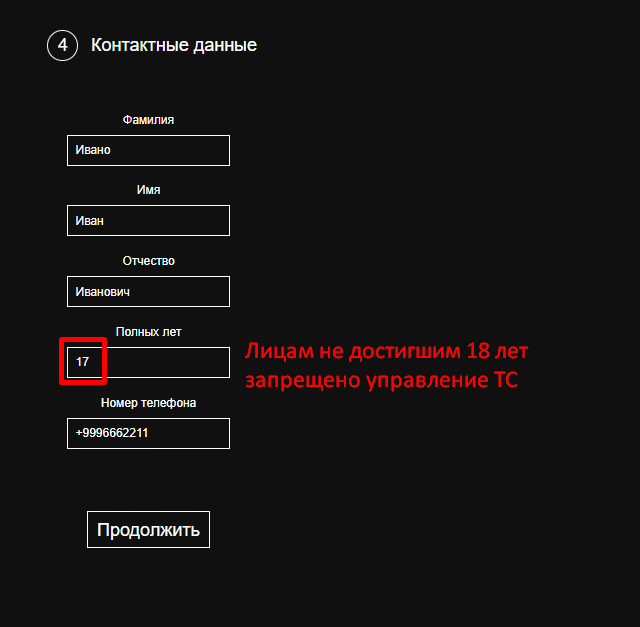 4 Контактные данные
Фамилия
Ивано
Имя
Иван
Отчество
Иванович
Полных лет
17
Лицам не достигшим 18 лет
запрещено управление ТС
Номер телефона
+9996662211
Продолжить